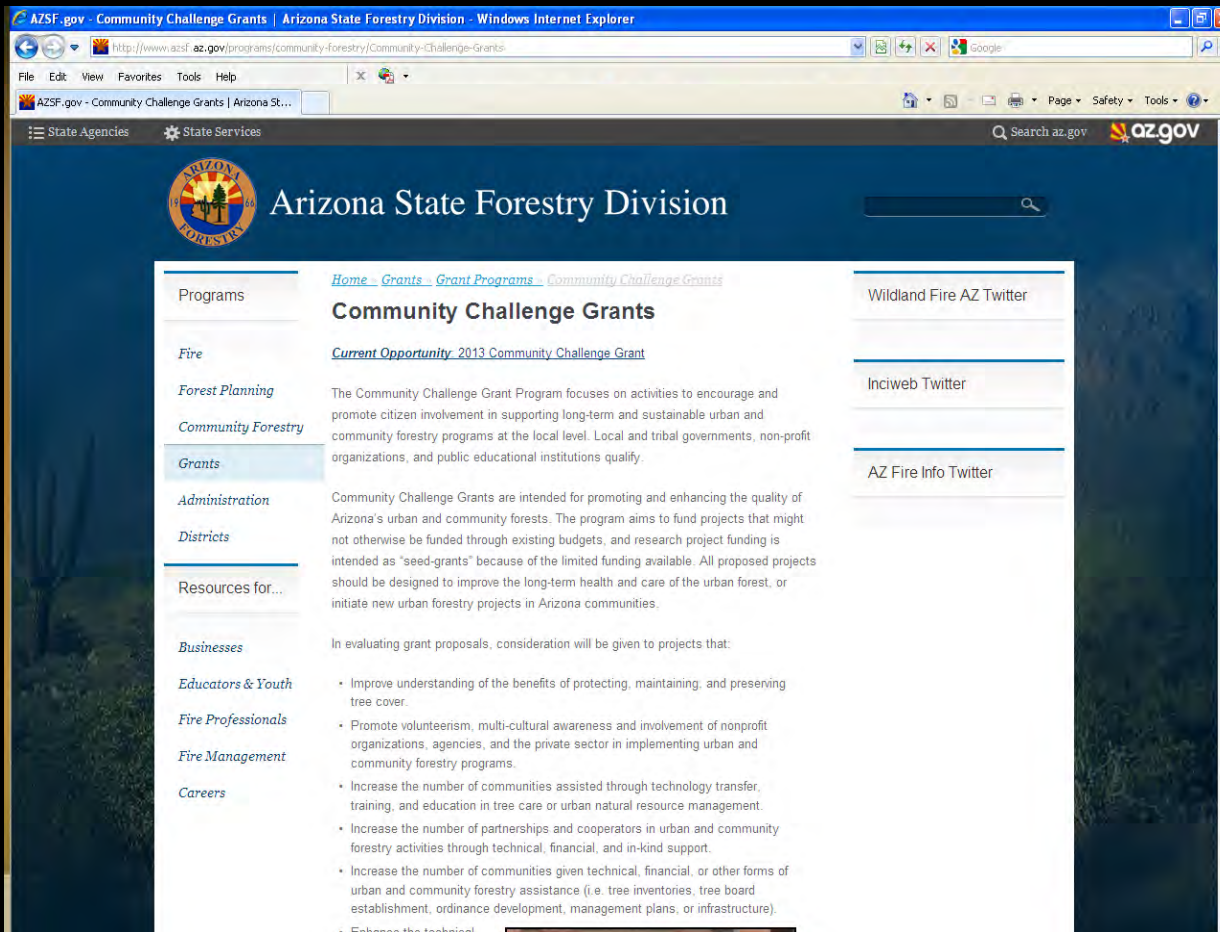 AZSF.gov - Community Challenge Grants | Arizona State Forestry Division - Windows Internet Explorer
http://www.azsf.az.gov/programs/community-forestry/Community-Challenge-Grants
Google
File Edit View Favorites Tools Help
AZSF.gov - Community Challenge Grants | Arizona St...
Page Safety Tools
State Agencies State Services
Search az.gov az.gov
ARIZONA
19 66
FORESTRY
Arizona State Forestry Division
Programs
Fire
Forest Planning
Community Forestry
Grants
Administration
Districts
Resources for...
Businesses
Educators & Youth
Fire Professionals
Fire Management
Careers
Home » Grants » Grant Programs » Community Challenge Grants
Community Challenge Grants
Current Opportunity: 2013 Community Challenge Grant
The Community Challenge Grant Program focuses on activities to encourage and
promote citizen involvement in supporting long-term and sustainable urban and
community forestry programs at the local level. Local and tribal governments, non-profit
organizations, and public educational institutions qualify.
Community Challenge Grants are intended for promoting and enhancing the quality of
Arizona's urban and community forests. The program aims to fund projects that might
not otherwise be funded through existing budgets, and research project funding is
intended as "seed-grants" because of the limited funding available. All proposed projects
should be designed to improve the long-term health and care of the urban forest, or
initiate new urban forestry projects in Arizona communities.
In evaluating grant proposals, consideration will be given to projects that:
• Improve understanding of the benefits of protecting, maintaining, and preserving
tree cover.
• Promote volunteerism, multi-cultural awareness and involvement of nonprofit
organizations, agencies, and the private sector in implementing urban and
community forestry programs.
• Increase the number of communities assisted through technology transfer,
training, and education in tree care or urban natural resource management.
• Increase the number of partnerships and cooperators in urban and community
forestry activities through technical, financial, and in-kind support.
• Increase the number of communities given technical, financial, or other forms of
urban and community forestry assistance (i.e. tree inventories, tree board
establishment, ordinance development, management plans, or infrastructure).
• Enhance the technical
Wildland Fire AZ Twitter
Inciweb Twitter
AZ Fire Info Twitter